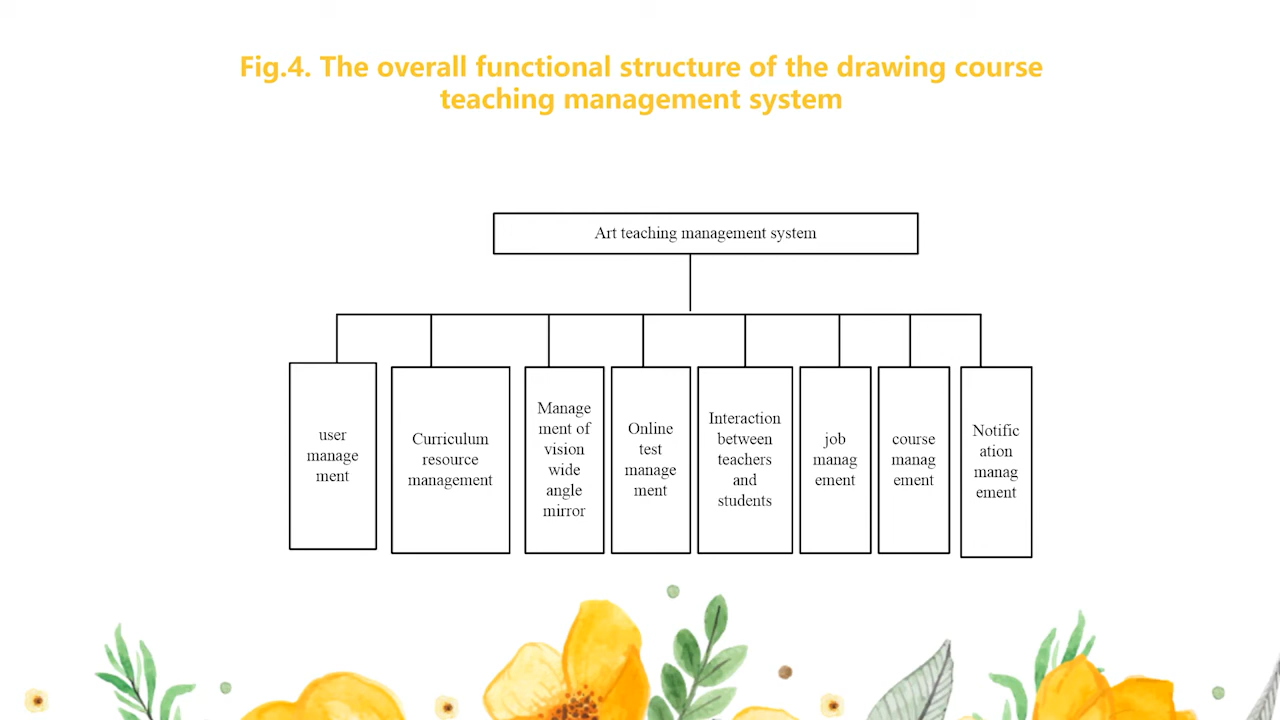 Fig.4. The overall functional structure of the drawing course
teaching management system
Art teaching management system
user
manage
ment
Curriculum
resource
management
Manage
ment of
vision
wide
angle
mirror
Online
test
manage
ment
Interaction
between
teachers
and
students
job
manag
ement
course
manag
ement
Notific
ation
manag
ement